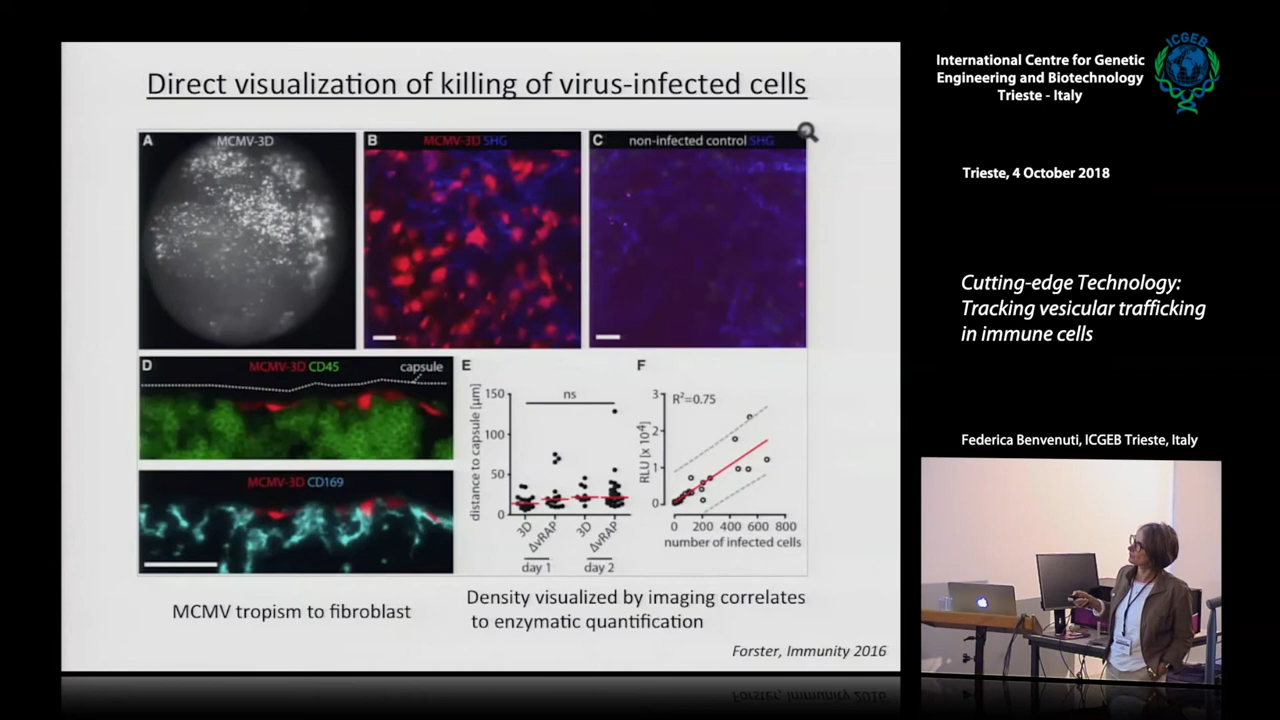 Direct visualization of killing of virus-infected cells
A MCMV-3D
B MCMV-3D SHG
C non-infected control SHG
D MCMV-3D CD45 capsule
MCMV-3D CD169
E
distance to capsule [µm]
150
100
50
0
ns
3D ΔvRAP 3D ΔvRAP
day 1 day 2
F
R²=0.75
RLU [x 10⁴]
3
2
1
0
0 200 400 600 800
number of infected cells
MCMV tropism to fibroblast
Density visualized by imaging correlates
to enzymatic quantification
Forster, Immunity 2016
ICGEB
International Centre for Genetic
Engineering and Biotechnology
Trieste - Italy
Trieste, 4 October 2018
Cutting-edge Technology:
Tracking vesicular trafficking
in immune cells
Federica Benvenuti, ICGEB Trieste, Italy